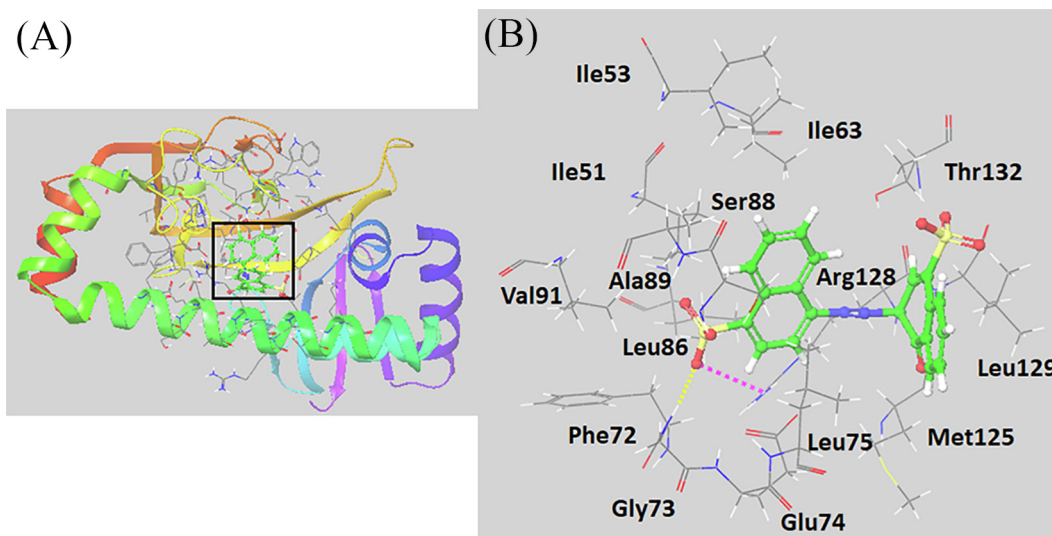 (A)
(B)
Ile53
Ile63
Ile51
Thr132
Ser88
Val91
Ala89
Arg128
Leu86
Leu129
Phe72
Leu75
Met125
Gly73
Glu74